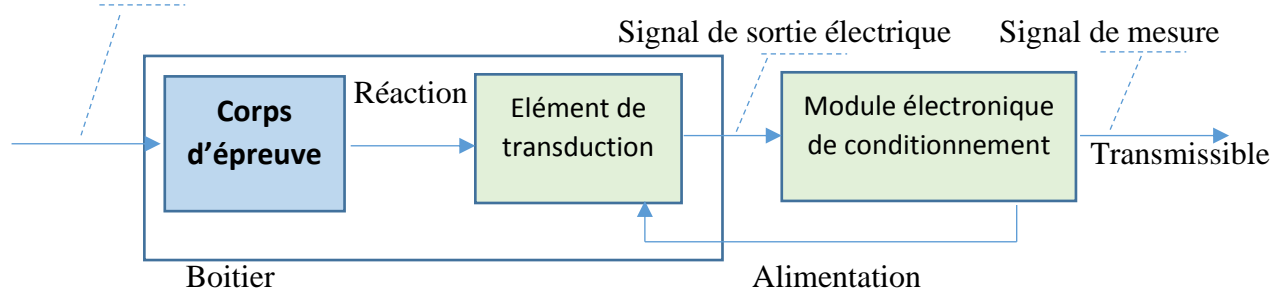 Signal de sortie électrique
Signal de mesure
Corps
d’épreuve
Réaction
Elément de
transduction
Module électronique
de conditionnement
Transmissible
Boitier
Alimentation